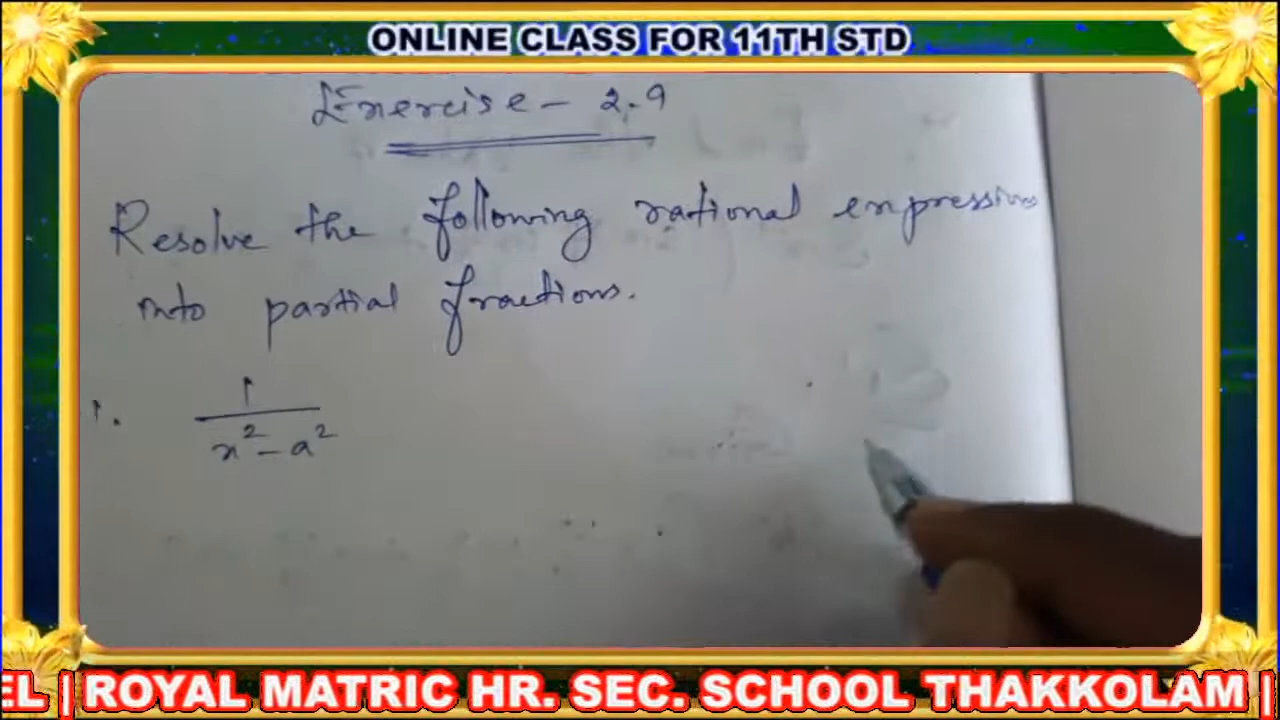 ONLINE CLASS FOR 11TH STD
Exercise - 2.9
Resolve the following rational expressions
into partial fractions.
1. 1
x² - a²
EL | ROYAL MATRIC HR. SEC. SCHOOL THAKKOLAM |